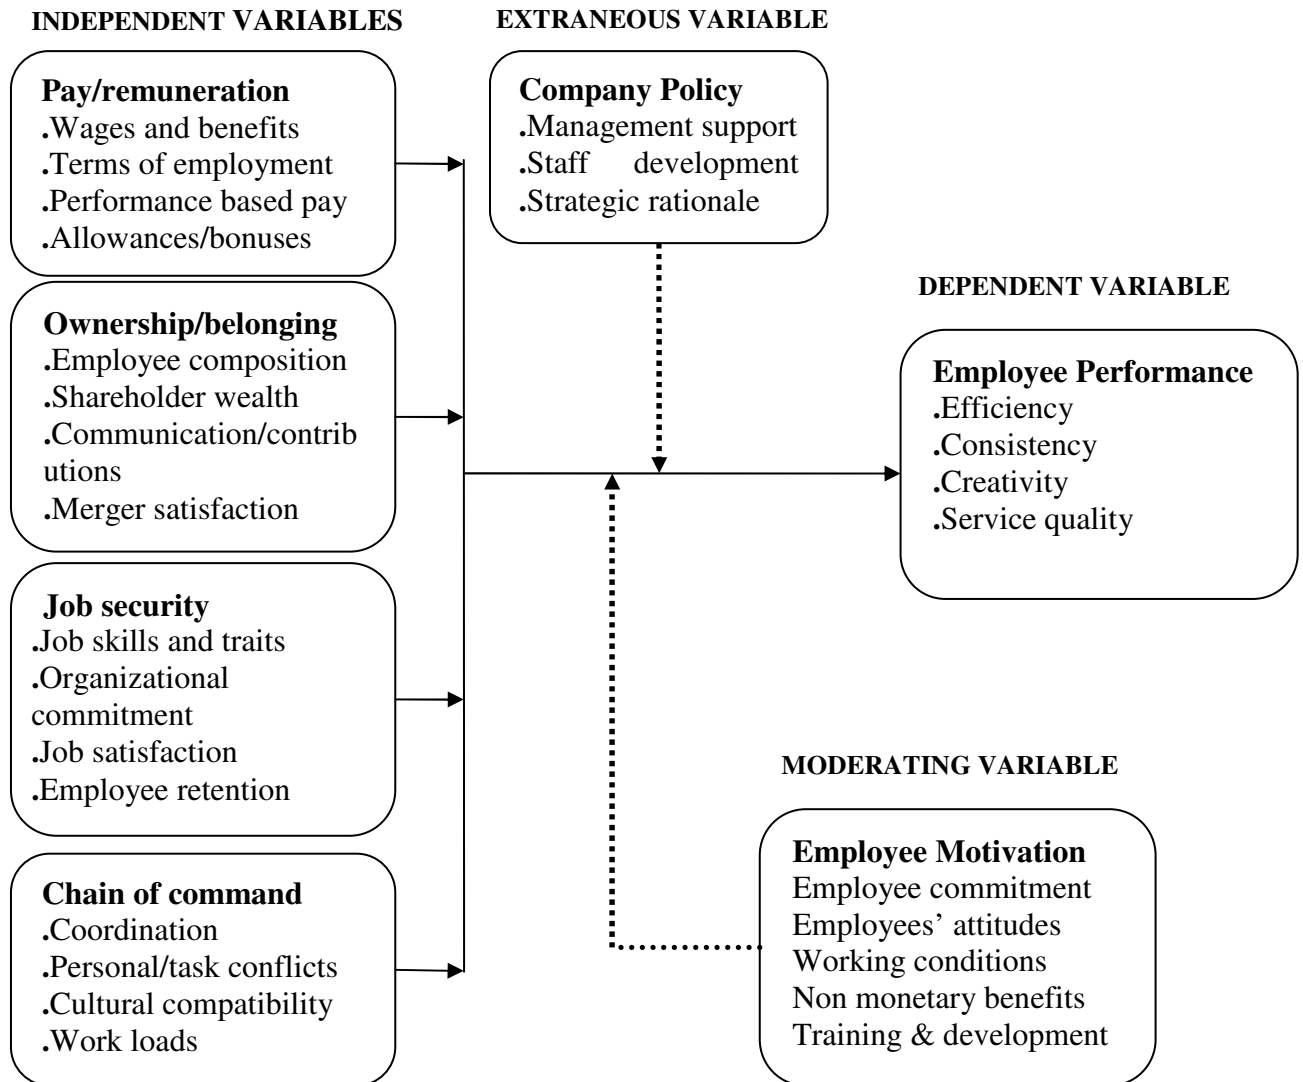 INDEPENDENT VARIABLES
Pay/remuneration
.Wages and benefits
.Terms of employment
.Performance based pay
.Allowances/bonuses
Ownership/belonging
.Employee composition
.Shareholder wealth
.Communication/contrib
utions
.Merger satisfaction
Job security
.Job skills and traits
.Organizational
commitment
.Job satisfaction
.Employee retention
Chain of command
.Coordination
.Personal/task conflicts
.Cultural compatibility
.Work loads
EXTRANEOUS VARIABLE
Company Policy
.Management support
.Staff development
.Strategic rationale
DEPENDENT VARIABLE
Employee Performance
.Efficiency
.Consistency
.Creativity
.Service quality
MODERATING VARIABLE
Employee Motivation
Employee commitment
Employees’ attitudes
Working conditions
Non monetary benefits
Training & development